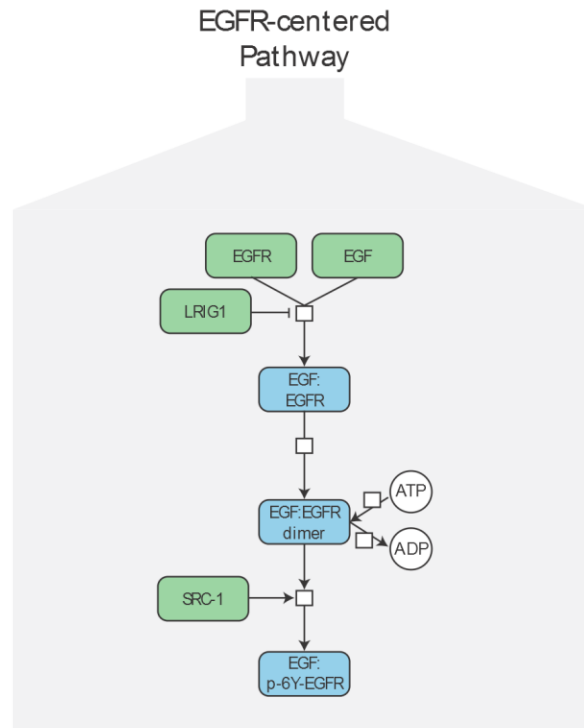 EGFR-centered
Pathway
EGFR
EGF
LRIG1
EGF:
EGFR
EGF:EGFR
dimer
ATP
ADP
SRC-1
EGF:
p-6Y-EGFR